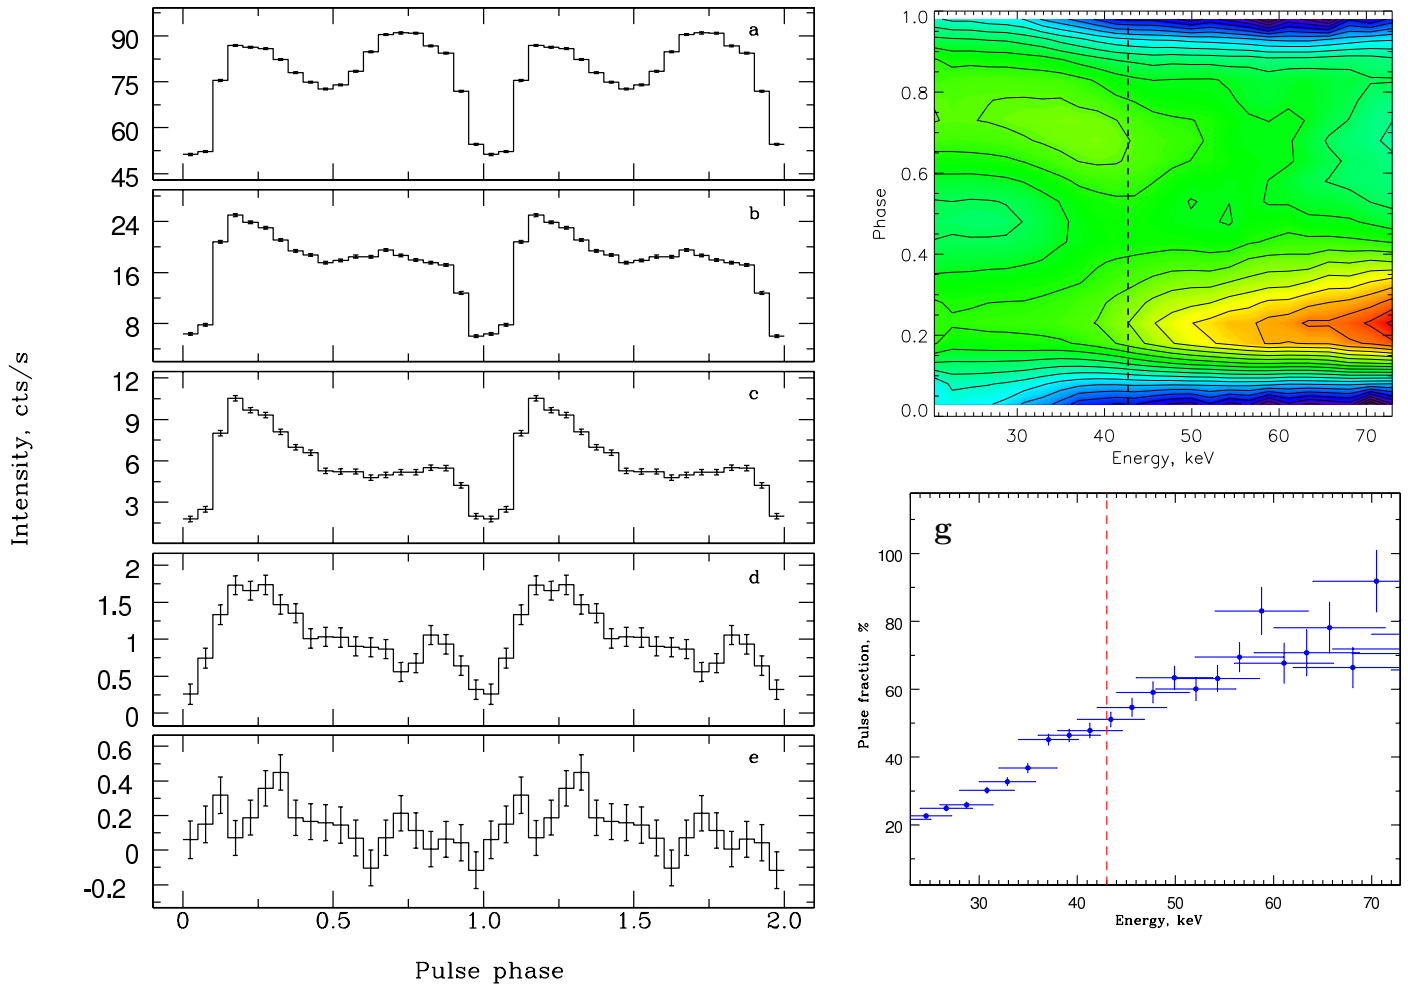 a
90
75
60
45
b
24
16
8
c
12
9
6
3
d
2
1.5
1
0.5
0
e
0.6
0.4
0.2
0
-0.2
0 0.5 1.0 1.5 2.0
Pulse phase
Intensity, cts/s
1.0
0.8
0.6
0.4
0.2
0.0
Phase
30 40 50 60 70
Energy, keV
g
100
80
60
40
20
Pulse fraction, %
30 40 50 60 70
Energy, keV